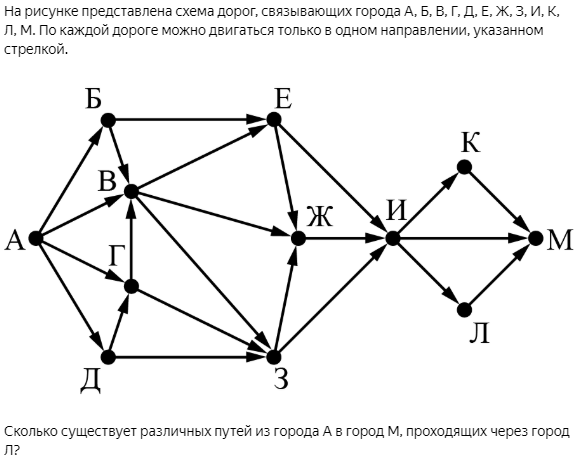 На рисунке представлена схема дорог, связывающих города А, Б, В, Г, Д, Е, Ж, З, И, К,
Л, М. По каждой дороге можно двигаться только в одном направлении, указанном
стрелкой.
Б
Е
К
В
Ж
И
А
М
Г
Л
Д
З
Сколько существует различных путей из города А в город М, проходящих через город
Л?